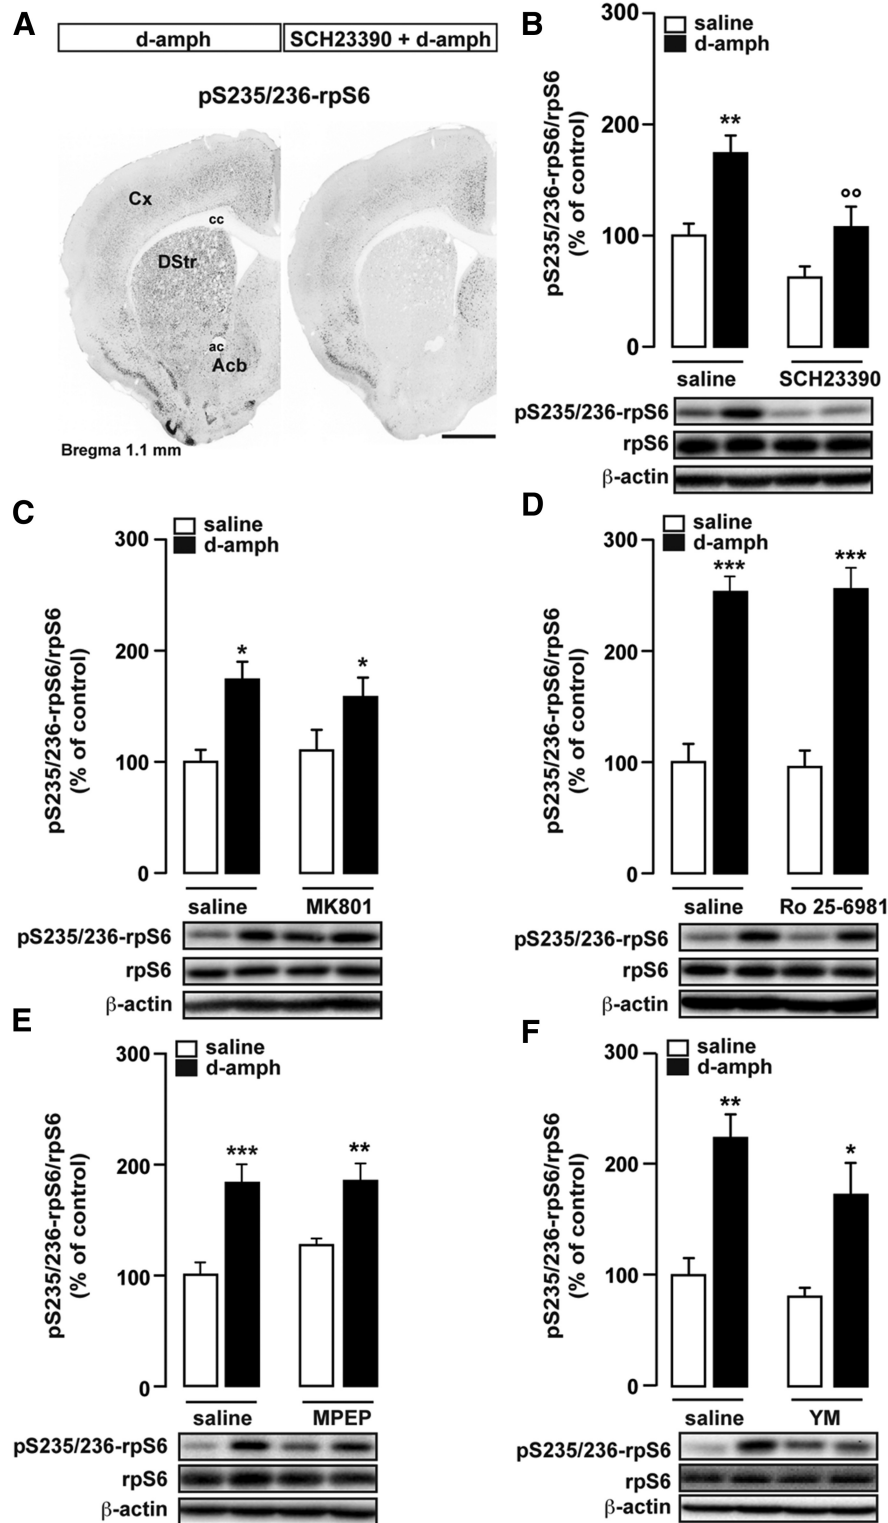 A
d-amph
SCH23390 + d-amph
pS235/236-rpS6
Cx
cc
DStr
ac
Acb
Bregma 1.1 mm
B
saline
d-amph
300
200
100
0
pS235/236-rpS6/rpS6
(% of control)
**
°°
saline
SCH23390
pS235/236-rpS6
rpS6
β-actin
C
saline
d-amph
300
200
100
0
pS235/236-rpS6/rpS6
(% of control)
*
*
saline
MK801
pS235/236-rpS6
rpS6
β-actin
D
saline
d-amph
300
200
100
0
pS235/236-rpS6/rpS6
(% of control)
***
***
saline
Ro 25-6981
pS235/236-rpS6
rpS6
β-actin
E
saline
d-amph
300
200
100
0
pS235/236-rpS6/rpS6
(% of control)
***
**
saline
MPEP
pS235/236-rpS6
rpS6
β-actin
F
saline
d-amph
300
200
100
0
pS235/236-rpS6/rpS6
(% of control)
**
*
saline
YM
pS235/236-rpS6
rpS6
β-actin